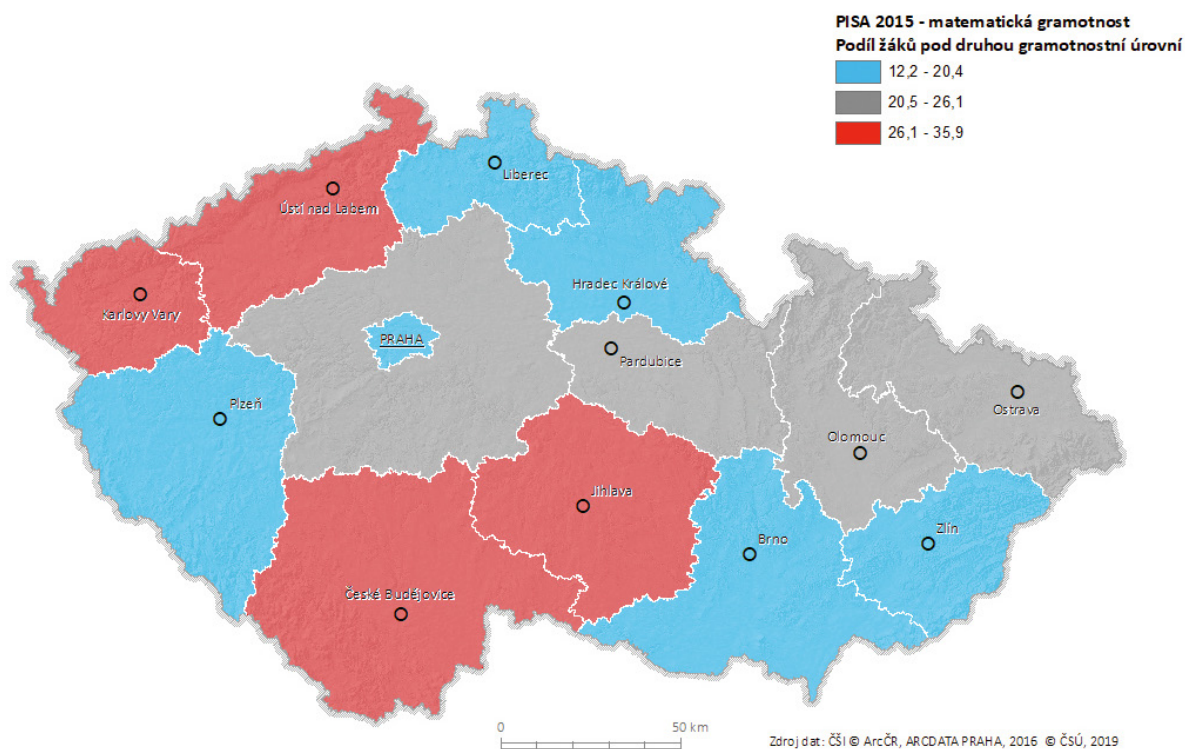 PISA 2015 - matematická gramotnost
Podíl žáků pod druhou gramotnostní úrovní
12,2 - 20,4
20,5 - 26,1
26,1 - 35,9
Liberec
Ústí nad Labem
Hradec Králové
Karlovy Vary
PRAHA
Pardubice
Plzeň
Ostrava
Olomouc
Jihlava
Brno
Zlín
České Budějovice
0 50 km
Zdroj dat: ČŠI © ArcČR, ARCDATA PRAHA, 2016 © ČSÚ, 2019